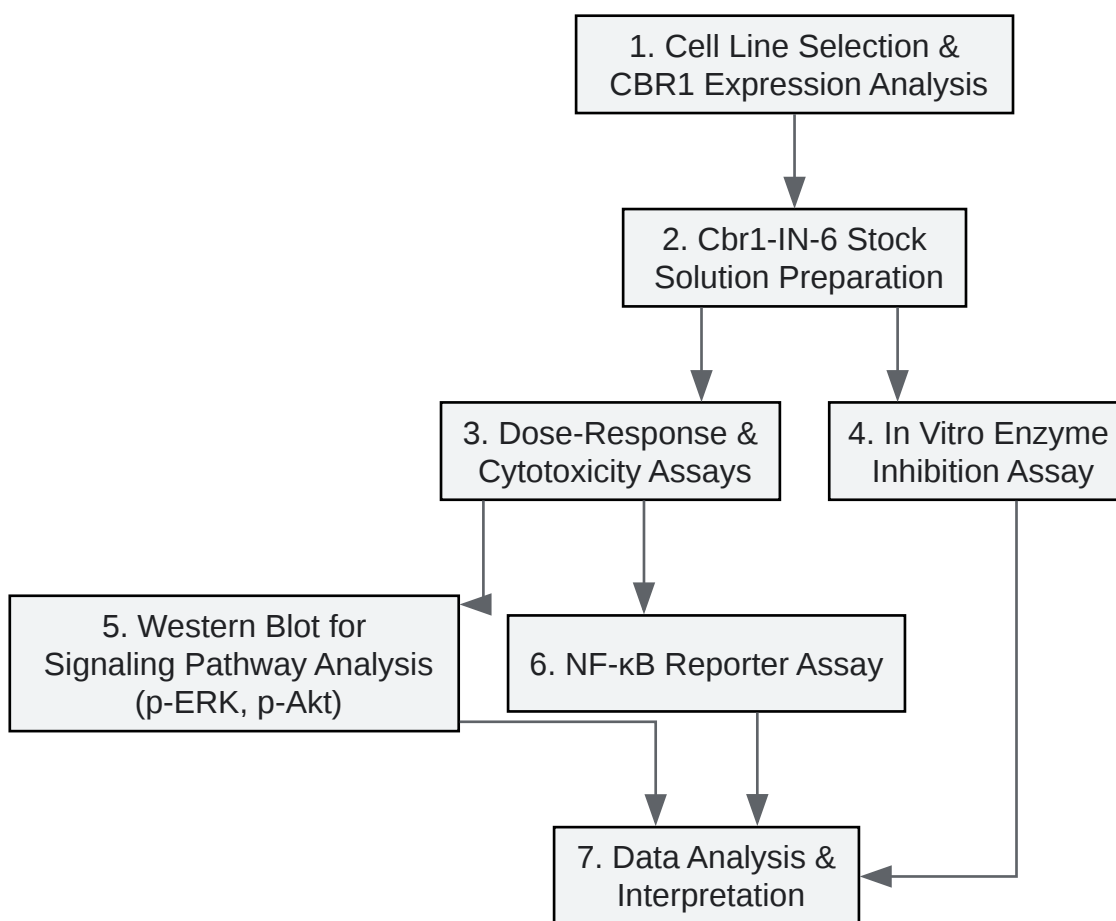 1. Cell Line Selection &
CBR1 Expression Analysis
2. Cbr1-IN-6 Stock
Solution Preparation
3. Dose-Response &
Cytotoxicity Assays
4. In Vitro Enzyme
Inhibition Assay
5. Western Blot for
Signaling Pathway Analysis
(p-ERK, p-Akt)
6. NF-κB Reporter Assay
7. Data Analysis &
Interpretation